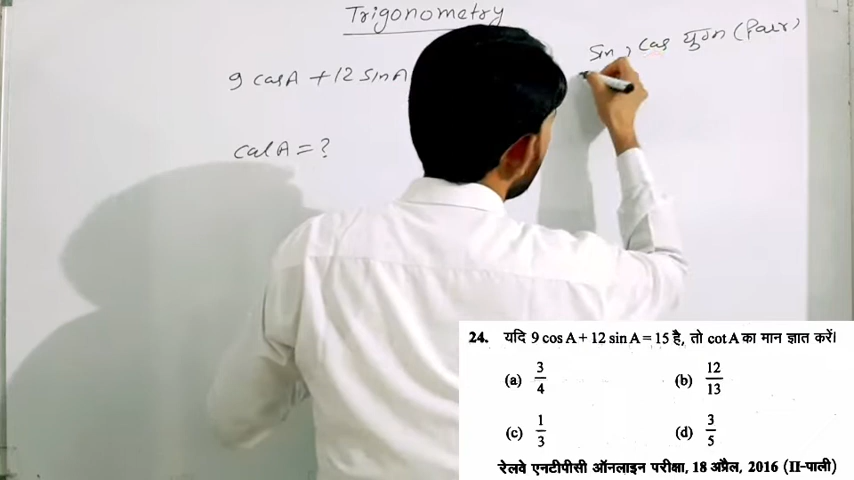 Trigonometry
sin, cos युग्म (Pair)
9 cosA + 12 sinA
cotA = ?
24. यदि 9 cos A + 12 sin A = 15 है, तो cot A का मान ज्ञात करें।
(a) 3/4 (b) 12/13
(c) 1/3 (d) 3/5
रेलवे एनटीपीसी ऑनलाइन परीक्षा, 18 अप्रैल, 2016 (II-पाली)